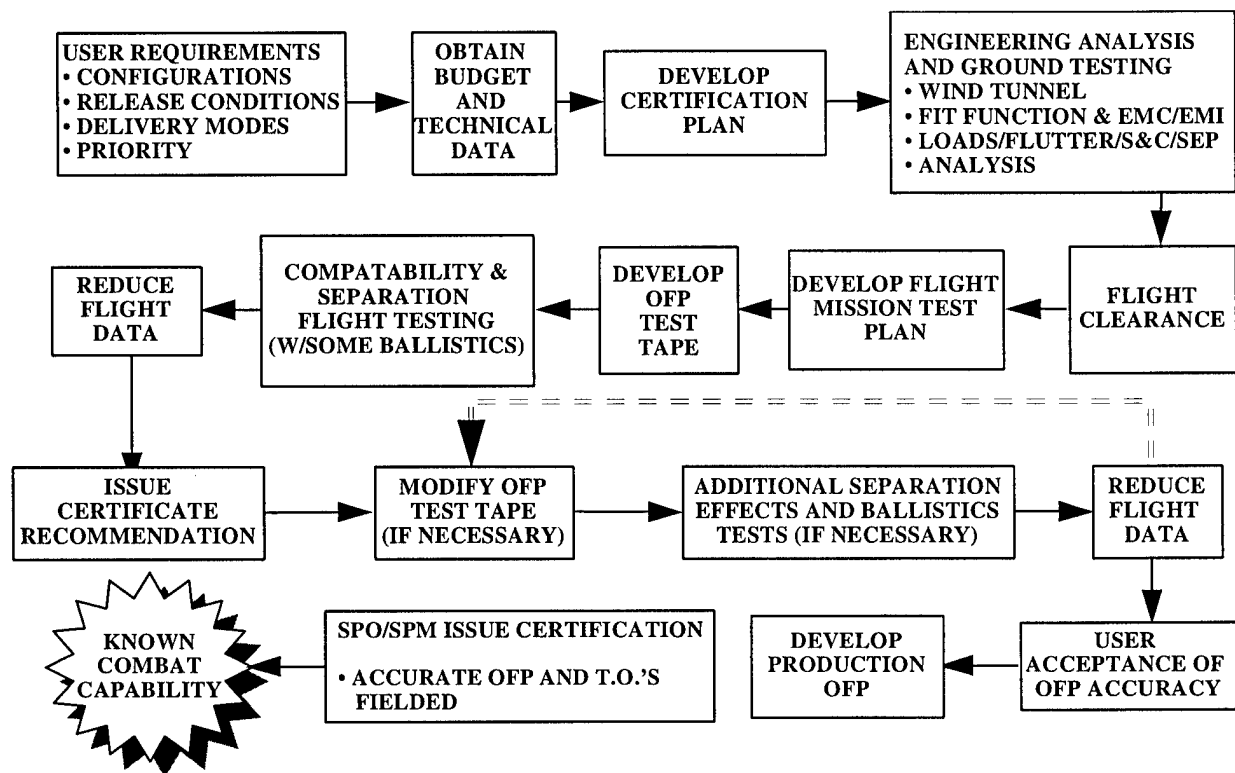 USER REQUIREMENTS
• CONFIGURATIONS
• RELEASE CONDITIONS
• DELIVERY MODES
• PRIORITY
OBTAIN
BUDGET
AND
TECHNICAL
DATA
DEVELOP
CERTIFICATION
PLAN
ENGINEERING ANALYSIS
AND GROUND TESTING
• WIND TUNNEL
• FIT FUNCTION & EMC/EMI
• LOADS/FLUTTER/S&C/SEP
• ANALYSIS
FLIGHT
CLEARANCE
DEVELOP FLIGHT
MISSION TEST
PLAN
DEVELOP
OFP
TEST
TAPE
COMPATABILITY &
SEPARATION
FLIGHT TESTING
(W/SOME BALLISTICS)
REDUCE
FLIGHT
DATA
ISSUE
CERTIFICATE
RECOMMENDATION
MODIFY OFP
TEST TAPE
(IF NECESSARY)
ADDITIONAL SEPARATION
EFFECTS AND BALLISTICS
TESTS (IF NECESSARY)
REDUCE
FLIGHT
DATA
USER
ACCEPTANCE OF
OFP ACCURACY
DEVELOP
PRODUCTION
OFP
SPO/SPM ISSUE CERTIFICATION
• ACCURATE OFP AND T.O.'S
FIELDED
KNOWN
COMBAT
CAPABILITY